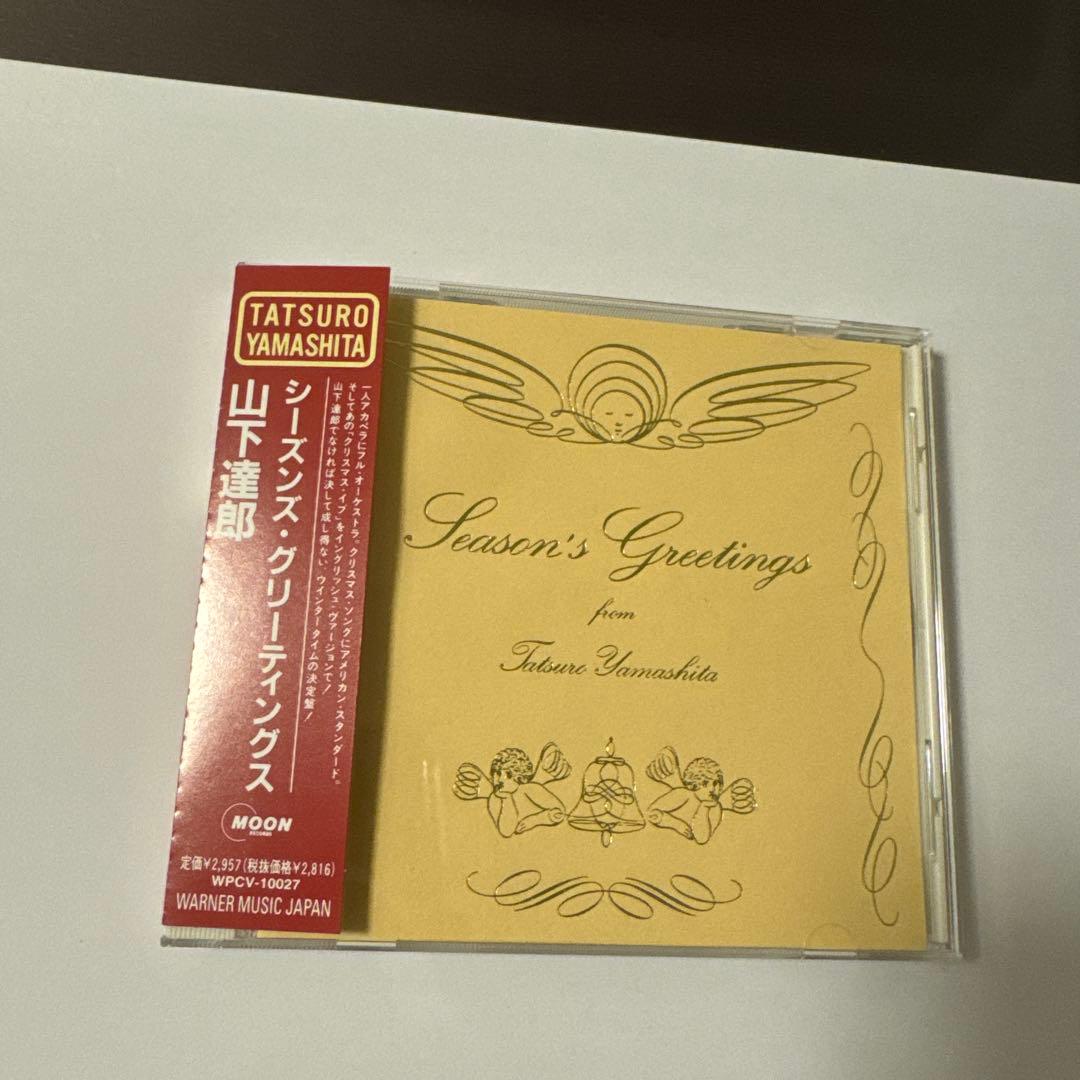 TATSURO
YAMASHITA
一人アカペラにフル・オーケストラ。クリスマス・ソングにアメリカン・スタンダード。
そしてあの「クリスマス・イブ」をイングリッシュ・ヴァージョンで！
山下達郎でなければ決して成し得ない、ウインタータイムの決定盤！
シーズンズ・グリーティングス
山下達郎
MOON
RECORDS
定価¥2,957(税抜価格¥2,816)
WPCV-10027
WARNER MUSIC JAPAN
Season's Greetings
from
Tatsuro Yamashita